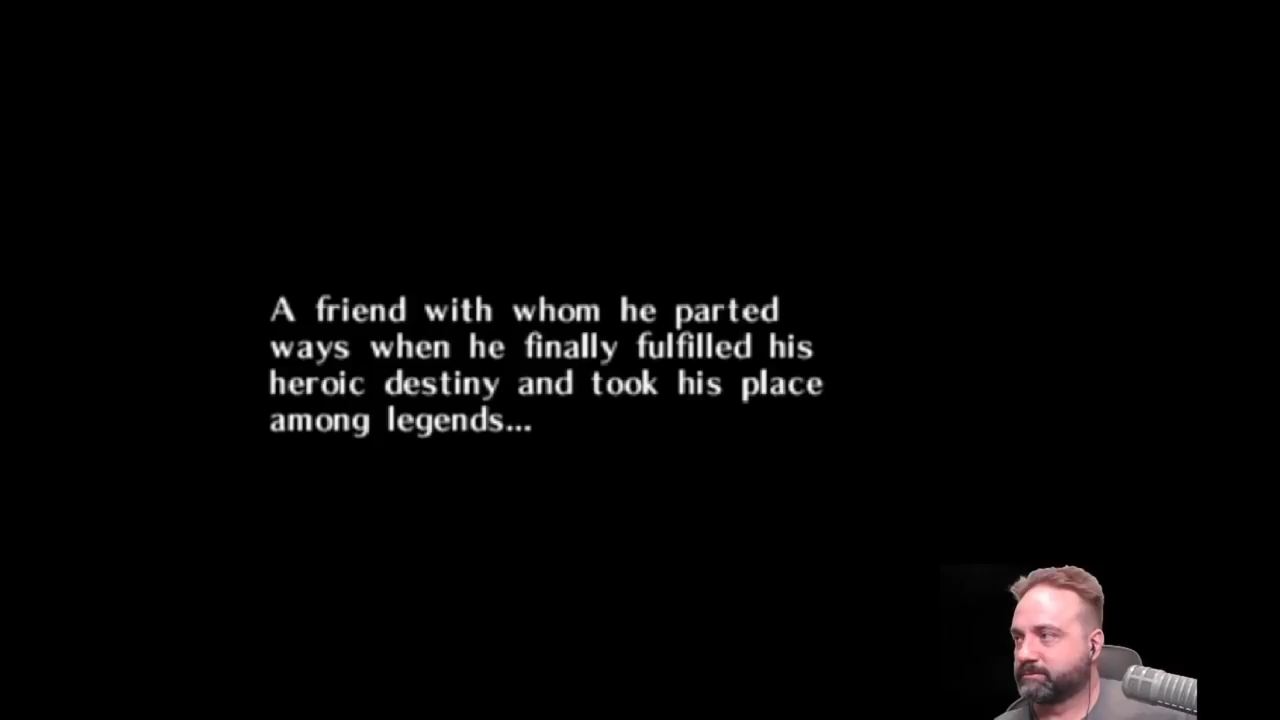 A friend with whom he parted
ways when he finally fulfilled his
heroic destiny and took his place
among legends...